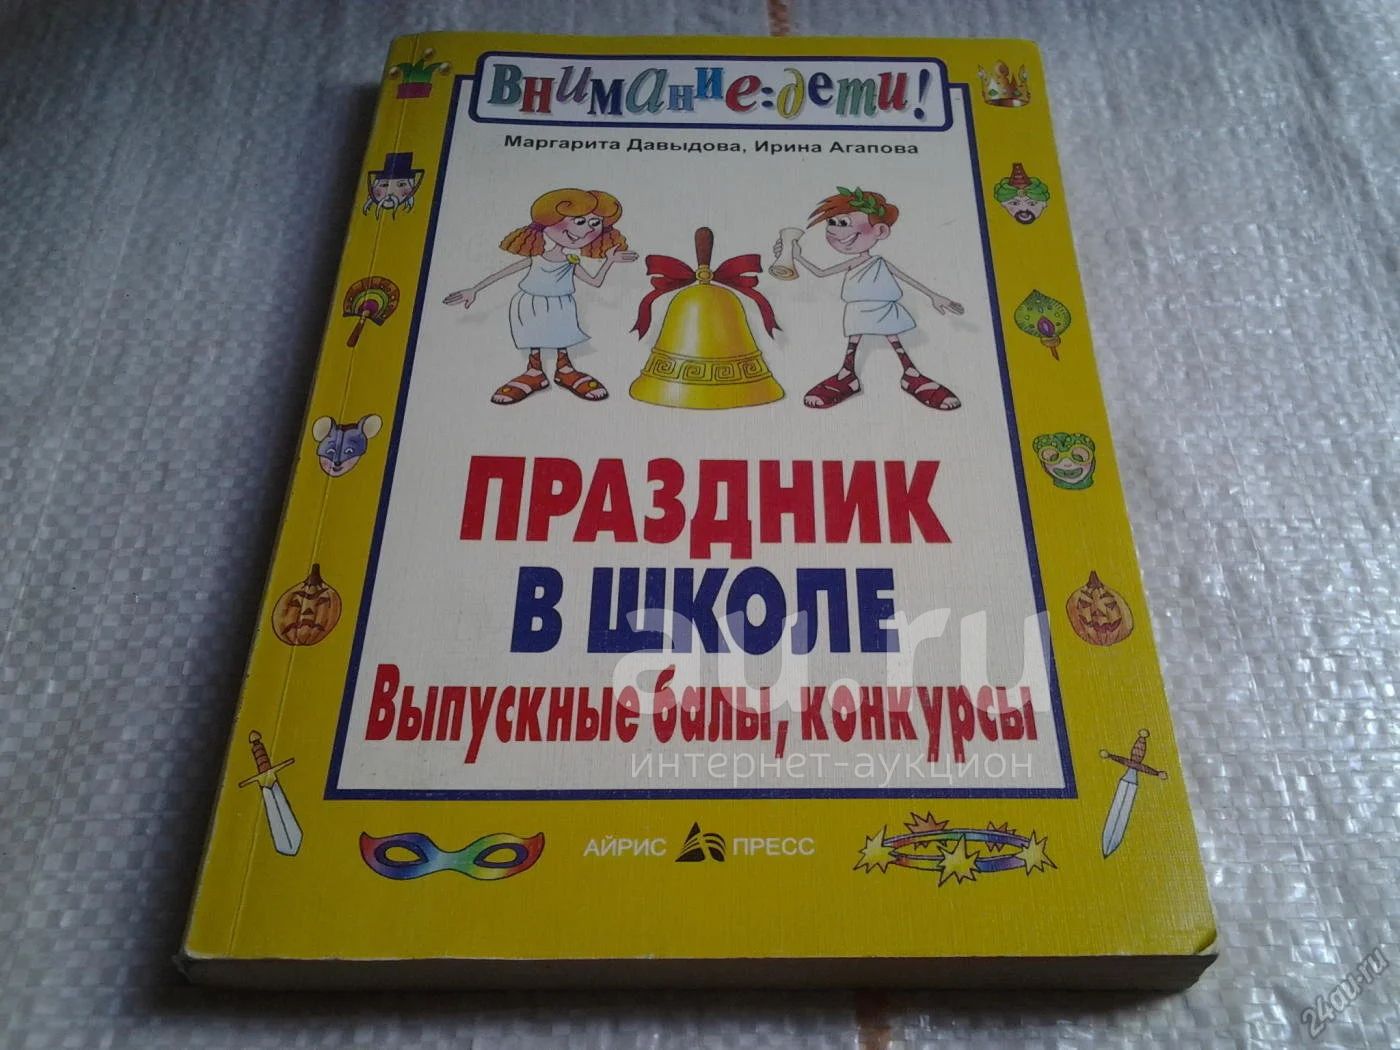 Внимание: дети!
Маргарита Давыдова, Ирина Агапова
ПРАЗДНИК
В ШКОЛЕ
Выпускные балы, конкурсы
АЙРИС ПРЕСС
au.ru
интернет-аукцион
24au.ru